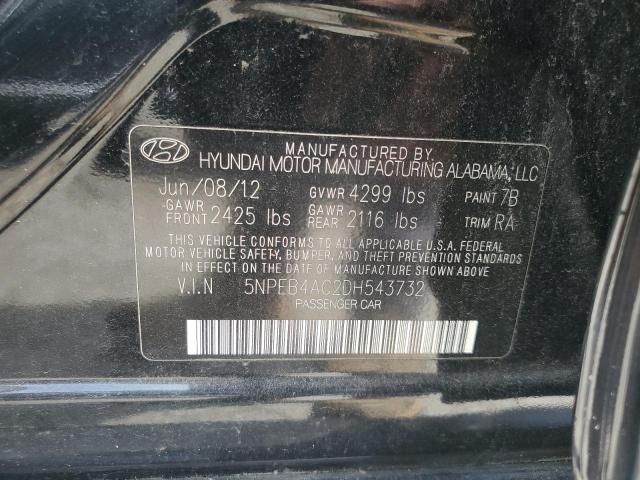 MANUFACTURED BY.
HYUNDAI MOTOR MANUFACTURING ALABAMA, LLC
Jun/08/12 GVWR 4299 lbs PAINT 7B
GAWR FRONT 2425 lbs GAWR REAR 2116 lbs TRIM RA
THIS VEHICLE CONFORMS TO ALL APPLICABLE U.S.A. FEDERAL
MOTOR VEHICLE SAFETY, BUMPER, AND THEFT PREVENTION STANDARDS
IN EFFECT ON THE DATE OF MANUFACTURE SHOWN ABOVE
V.I.N 5NPEB4AC2DH543732
PASSENGER CAR